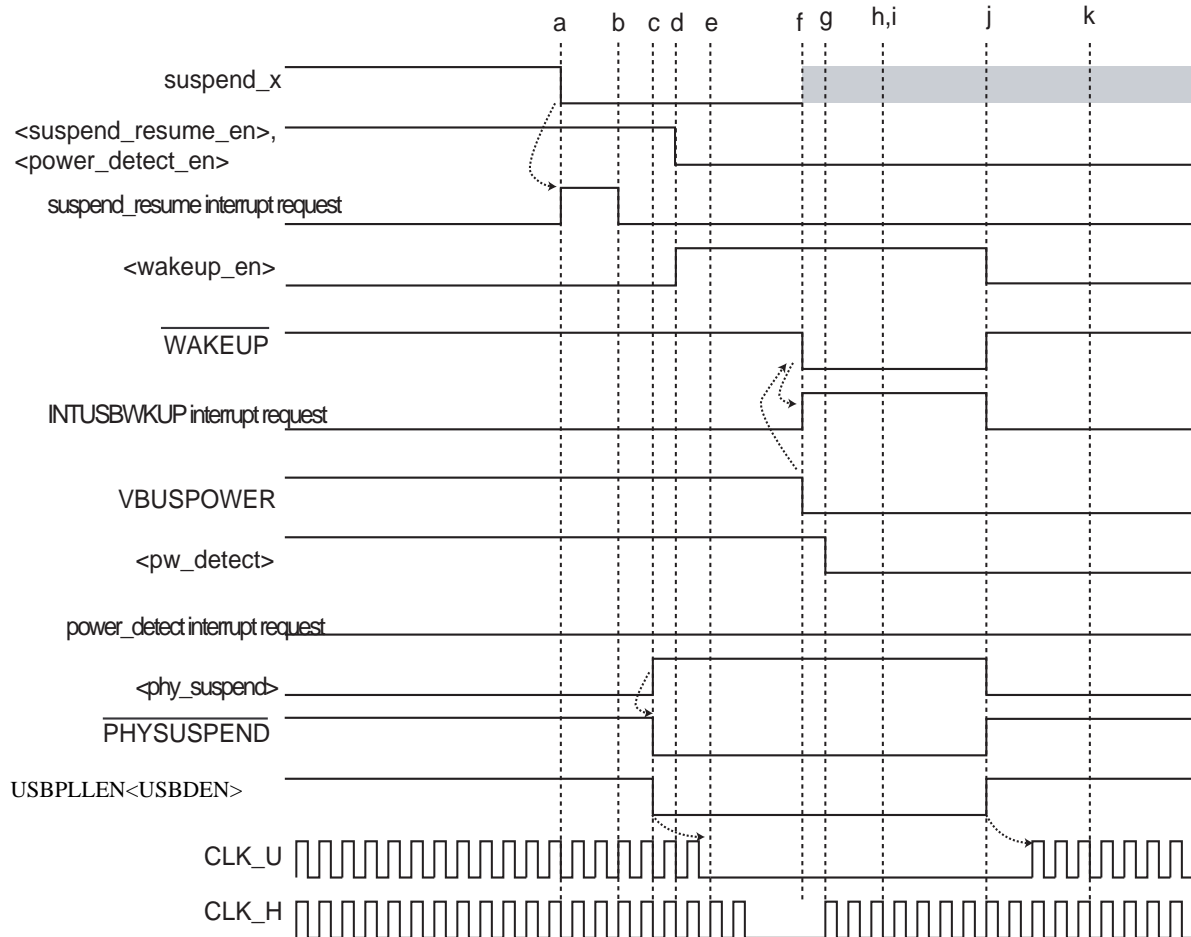 a b c d e f g h,i j k
suspend_x
<suspend_resume_en>,
<power_detect_en>
suspend_resume interrupt request
<wakeup_en>
WAKEUP
INTUSBWKUP interrupt request
VBUSPOWER
<pw_detect>
power_detect interrupt request
<phy_suspend>
PHYSUSPEND
USBPLLEN<USBDEN>
CLK_U
CLK_H